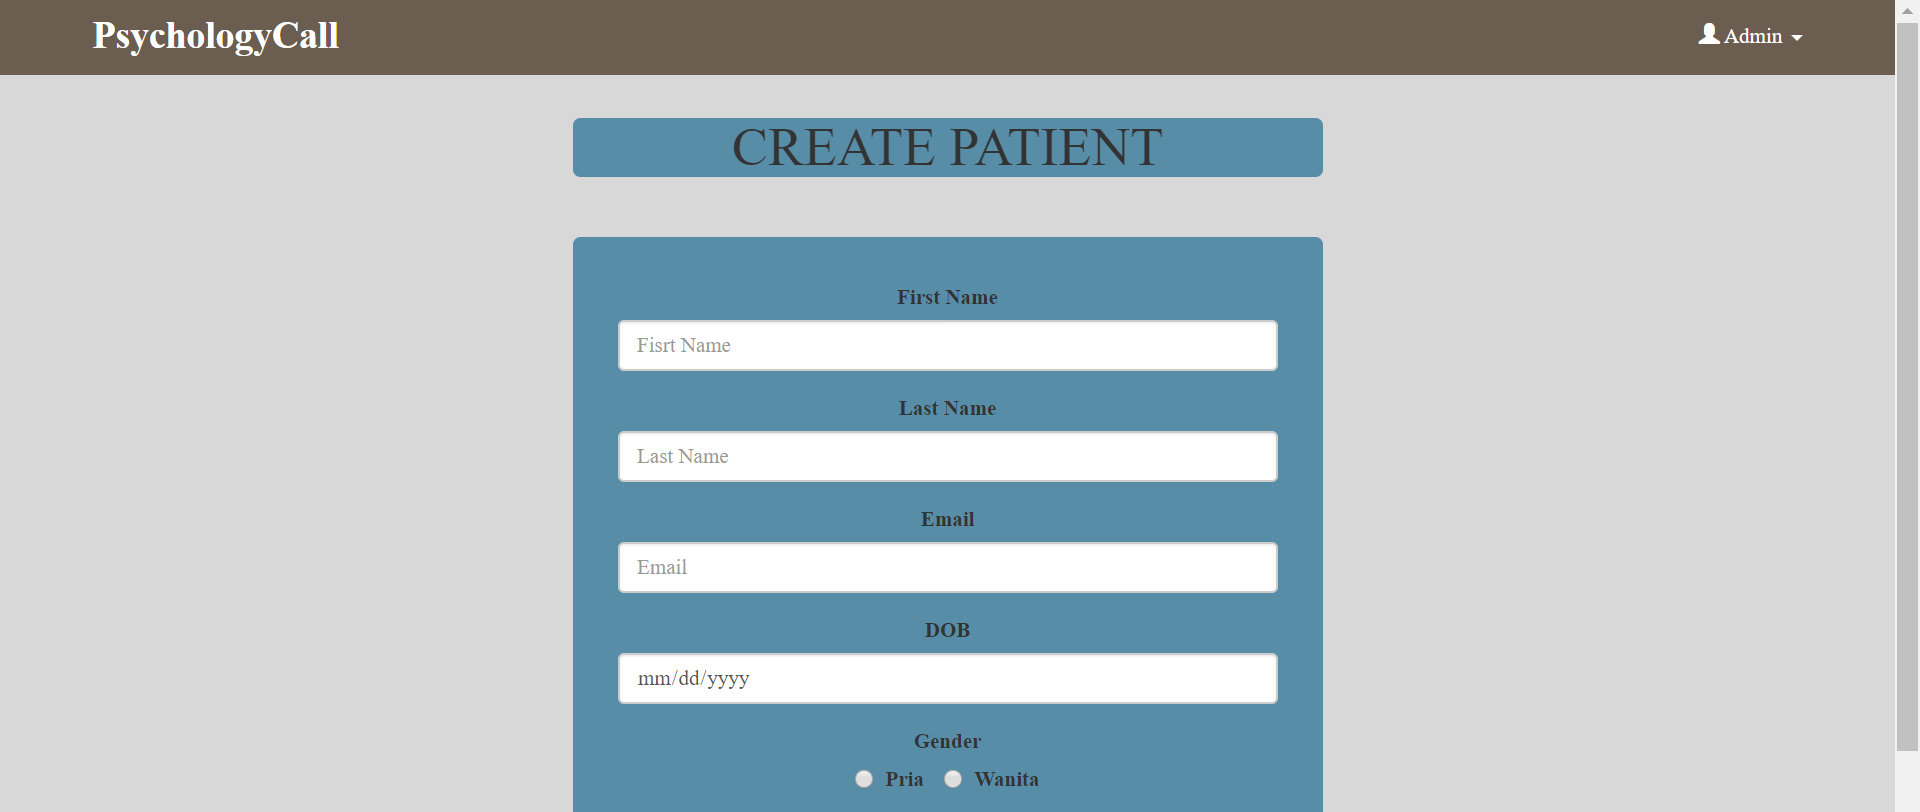 PsychologyCall
Admin
CREATE PATIENT
First Name
Fisrt Name
Last Name
Last Name
Email
Email
DOB
mm/dd/yyyy
Gender
Pria Wanita